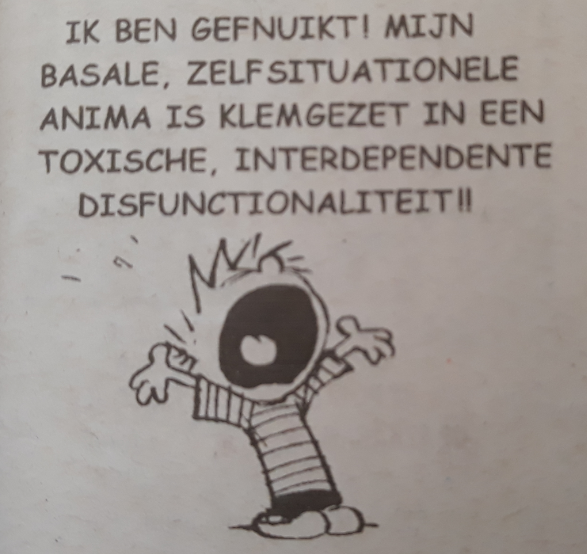 IK BEN GEFNUIKT! MIJN
BASALE, ZELFSITUATIONELE
ANIMA IS KLEMGEZET IN EEN
TOXISCHE, INTERDEPENDENTE
DISFUNCTIONALITEIT!!